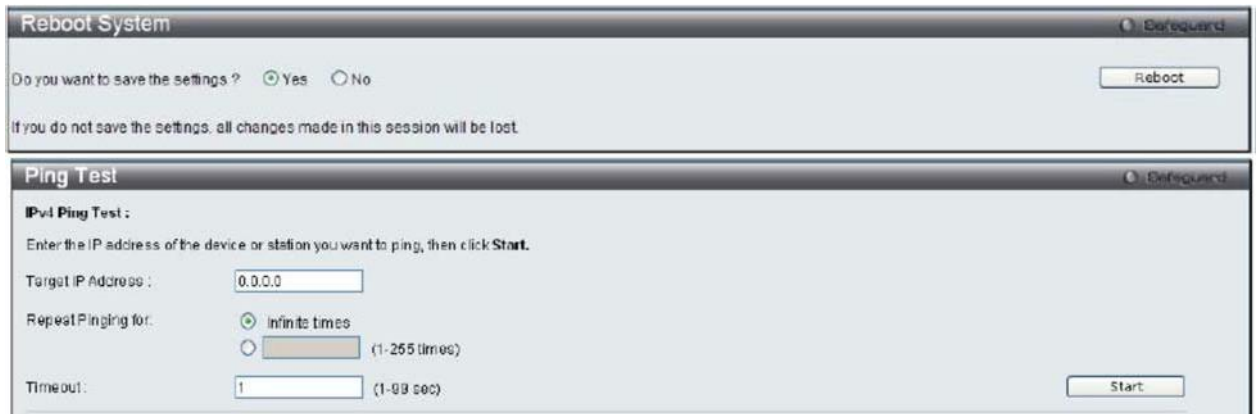 Reboot System
Safeguard
Do you want to save the settings ? Yes No
Reboot
If you do not save the settings, all changes made in this session will be lost.
Ping Test
Safeguard
IPv4 Ping Test :
Enter the IP address of the device or station you want to ping, then click Start.
Target IP Address :
0.0.0.0
Repeat Pinging for:
Infinite times
(1-255 times)
Timeout :
1
(1-99 sec)
Start